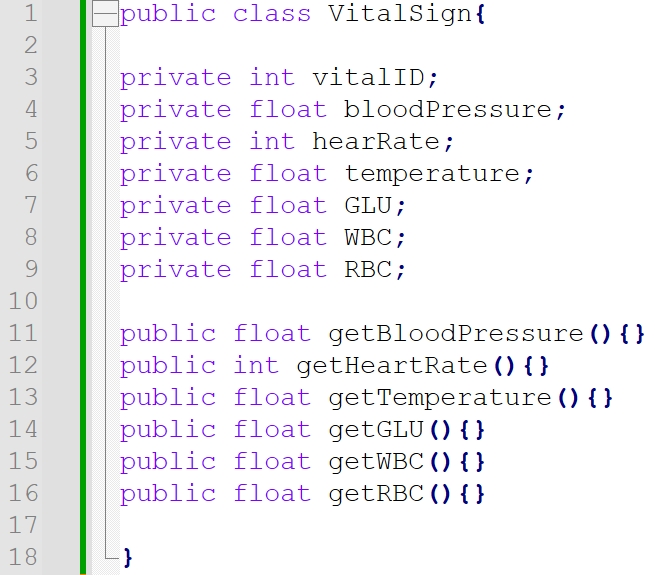 1 public class VitalSign{
2
3 private int vitalID;
4 private float bloodPressure;
5 private int hearRate;
6 private float temperature;
7 private float GLU;
8 private float WBC;
9 private float RBC;
10
11 public float getBloodPressure(){}
12 public int getHeartRate(){}
13 public float getTemperature(){}
14 public float getGLU(){}
15 public float getWBC(){}
16 public float getRBC(){}
17
18 }